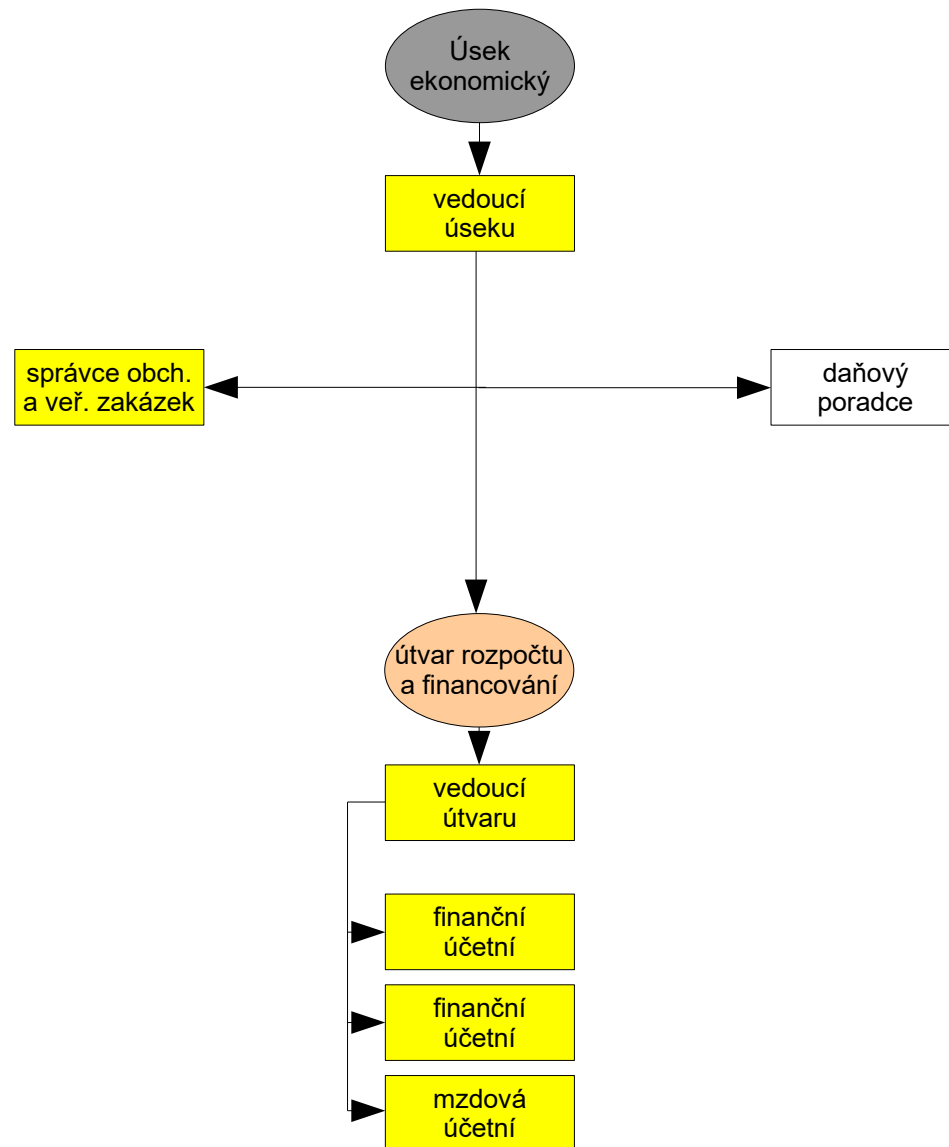 Úsek
ekonomický
vedoucí
úseku
správce obch.
a veř. zakázek
daňový
poradce
útvar rozpočtu
a financování
vedoucí
útvaru
finanční
účetní
finanční
účetní
mzdová
účetní